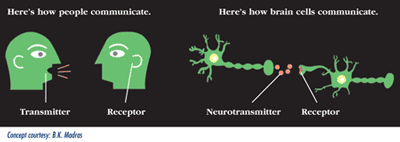 Here's how people communicate.
Here's how brain cells communicate.
Transmitter
Receptor
Neurotransmitter
Receptor
Concept courtesy: B.K. Madras